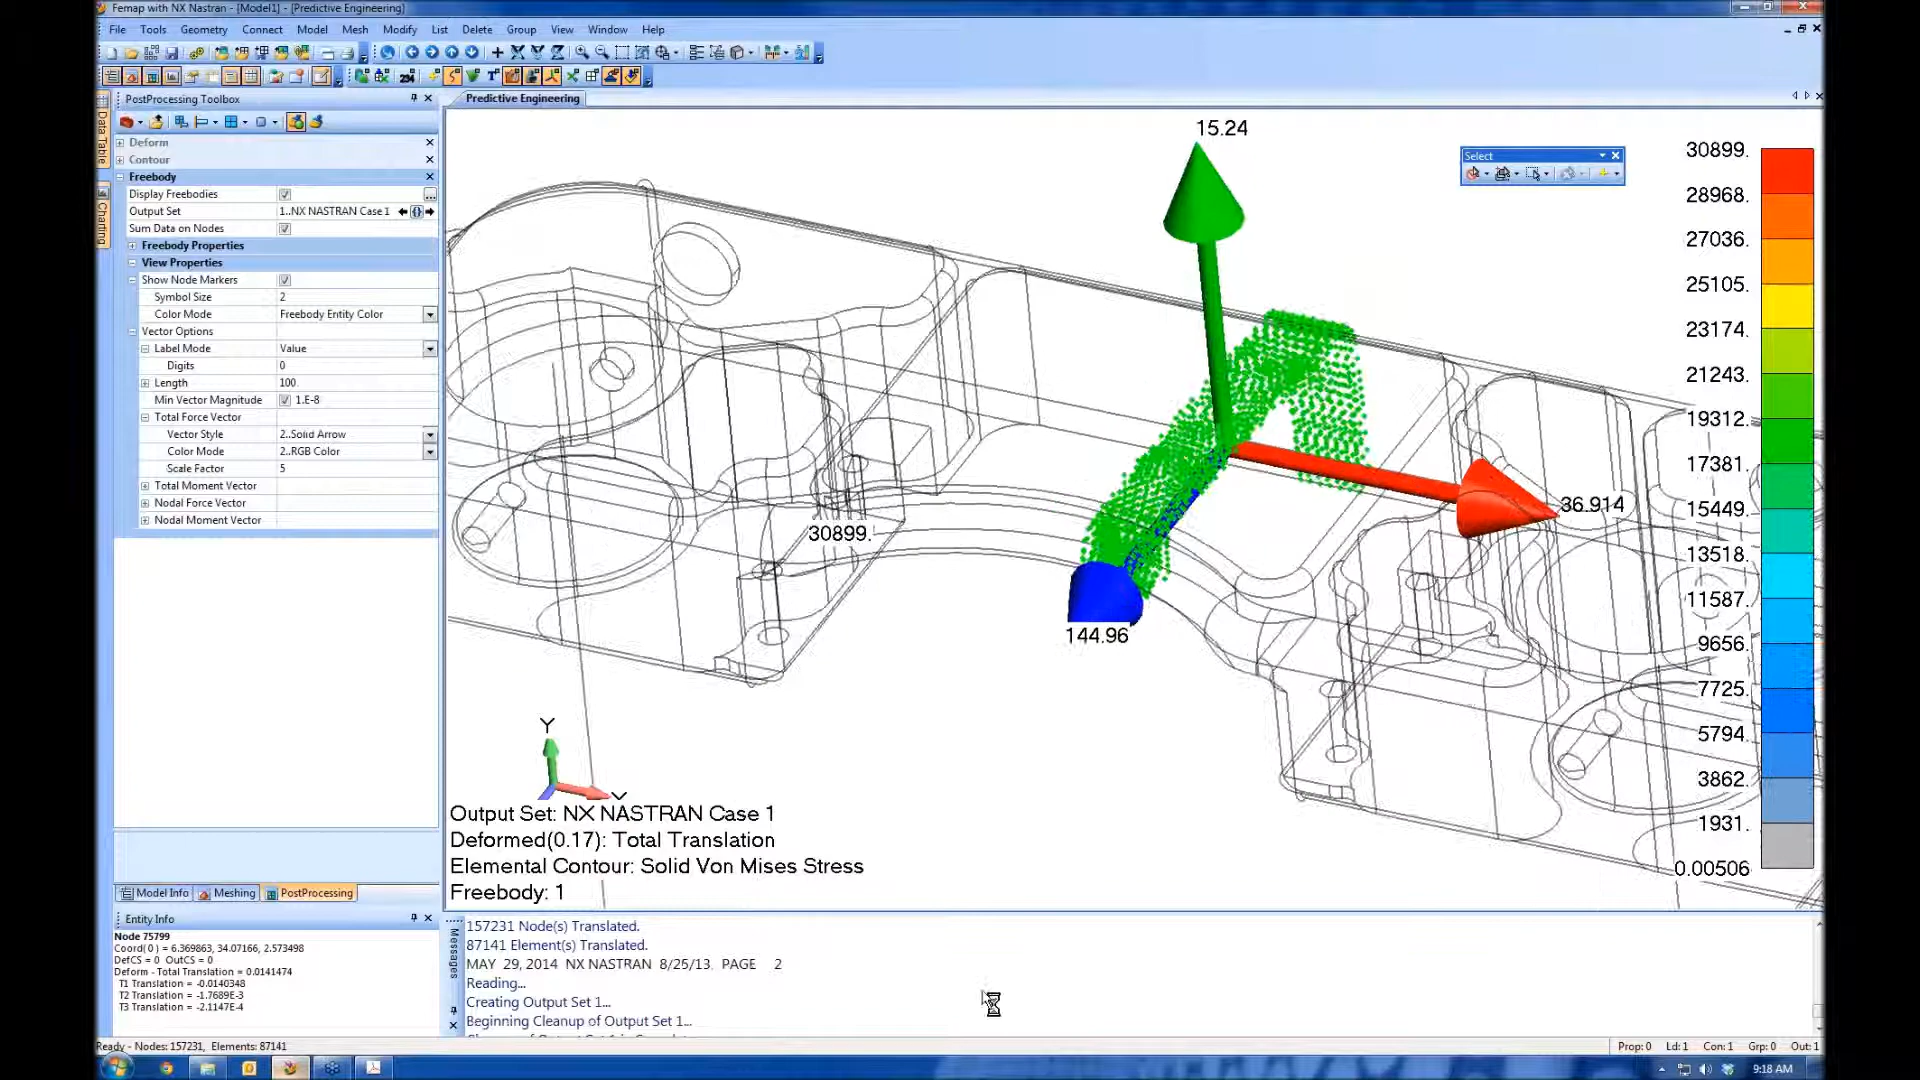 Femap with NX Nastran - [Model1] - [Predictive Engineering]
File Tools Geometry Connect Model Mesh Modify List Delete Group View Window Help
PostProcessing Toolbox
Predictive Engineering
Data Table
Charting
Deform
Contour
Freebody
Display Freebodies
Output Set 1..NX NASTRAN Case 1
Sum Data on Nodes
Freebody Properties
View Properties
Show Node Markers
Symbol Size 2
Color Mode Freebody Entity Color
Vector Options
Label Mode Value
Digits 0
Length 100.
Min Vector Magnitude 1.E-8
Total Force Vector
Vector Style 2..Solid Arrow
Color Mode 2..RGB Color
Scale Factor 5
Total Moment Vector
Nodal Force Vector
Nodal Moment Vector
Model Info Meshing PostProcessing
Entity Info
Node 75799
Coord( 0 ) = 6.369863, 34.07166, 2.573498
DefCS = 0 OutCS = 0
Deform - Total Translation = 0.0141474
T1 Translation = -0.0140348
T2 Translation = -1.7689E-3
T3 Translation = -2.1147E-4
15.24
36.914
30899.
144.96
Select
30899.
28968.
27036.
25105.
23174.
21243.
19312.
17381.
15449.
13518.
11587.
9656.
7725.
5794.
3862.
1931.
0.00506
Y
Output Set: NX NASTRAN Case 1
Deformed(0.17): Total Translation
Elemental Contour: Solid Von Mises Stress
Freebody: 1
Messages
157231 Node(s) Translated.
87141 Element(s) Translated.
MAY 29, 2014 NX NASTRAN 8/25/13. PAGE 2
Reading...
Creating Output Set 1...
Beginning Cleanup of Output Set 1...
Ready - Nodes: 157231, Elements: 87141
Prop: 0 Ld: 1 Con: 1 Grp: 0 Out: 1
9:18 AM